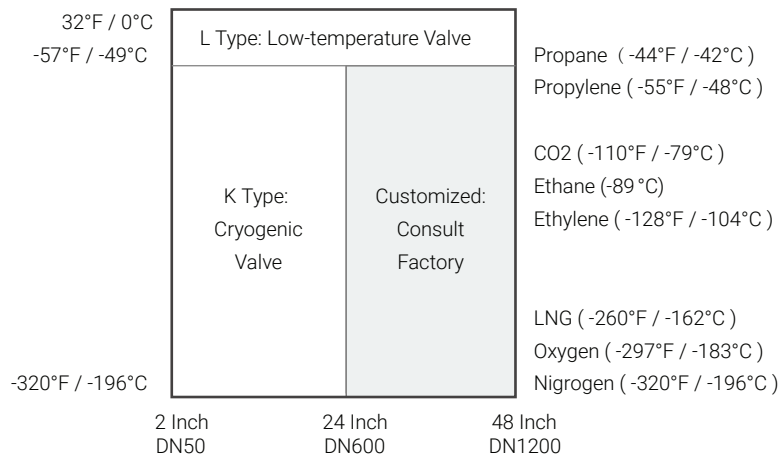 32°F / 0°C
-57°F / -49°C
L Type: Low-temperature Valve
Propane ( -44°F / -42°C )
Propylene ( -55°F / -48°C )
CO2 ( -110°F / -79°C )
Ethane (-89 °C)
Ethylene ( -128°F / -104°C )
K Type:
Cryogenic
Valve
Customized:
Consult
Factory
LNG ( -260°F / -162°C )
Oxygen ( -297°F / -183°C )
Nigrogen ( -320°F / -196°C )
-320°F / -196°C
2 Inch
DN50
24 Inch
DN600
48 Inch
DN1200